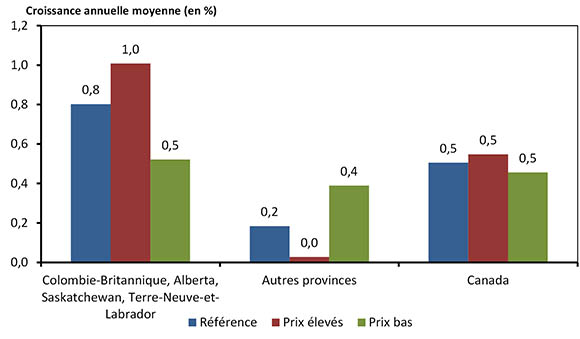 Croissance annuelle moyenne (en %)
1,2
1,0
0,8
0,6
0,4
0,2
0,0
0,8
1,0
0,5
0,2
0,0
0,4
0,5
0,5
0,5
Colombie-Britannique, Alberta,
Saskatchewan, Terre-Neuve-et-
Labrador
Autres provinces
Canada
Référence
Prix élevés
Prix bas